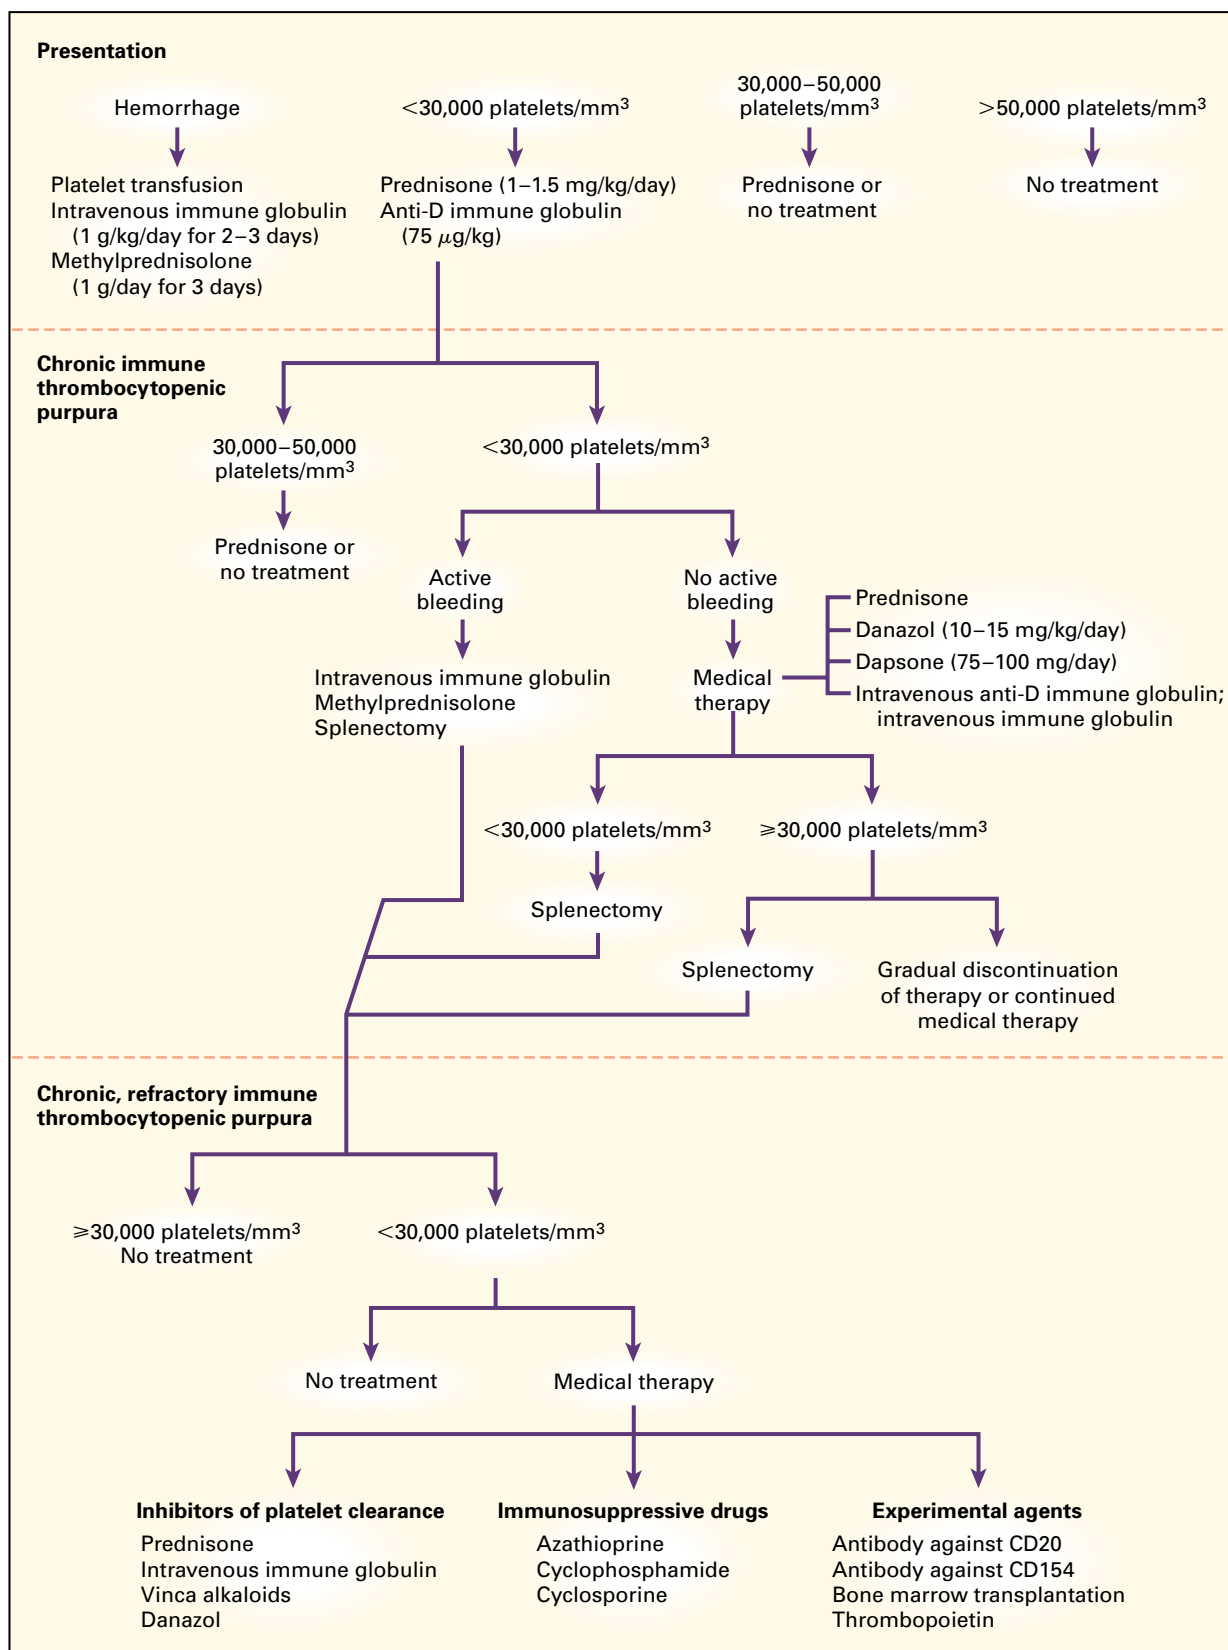 Presentation
Hemorrhage
Platelet transfusion
Intravenous immune globulin
(1 g/kg/day for 2–3 days)
Methylprednisolone
(1 g/day for 3 days)
<30,000 platelets/mm³
Prednisone (1–1.5 mg/kg/day)
Anti-D immune globulin
(75 μg/kg)
30,000–50,000
platelets/mm³
Prednisone or
no treatment
>50,000 platelets/mm³
No treatment
Chronic immune
thrombocytopenic
purpura
30,000–50,000
platelets/mm³
Prednisone or
no treatment
<30,000 platelets/mm³
Active
bleeding
Intravenous immune globulin
Methylprednisolone
Splenectomy
No active
bleeding
Medical
therapy
Prednisone
Danazol (10–15 mg/kg/day)
Dapsone (75–100 mg/day)
Intravenous anti-D immune globulin;
intravenous immune globulin
<30,000 platelets/mm³
Splenectomy
⩾30,000 platelets/mm³
Splenectomy
Gradual discontinuation
of therapy or continued
medical therapy
Chronic, refractory immune
thrombocytopenic purpura
⩾30,000 platelets/mm³
No treatment
<30,000 platelets/mm³
No treatment
Medical therapy
Inhibitors of platelet clearance
Prednisone
Intravenous immune globulin
Vinca alkaloids
Danazol
Immunosuppressive drugs
Azathioprine
Cyclophosphamide
Cyclosporine
Experimental agents
Antibody against CD20
Antibody against CD154
Bone marrow transplantation
Thrombopoietin